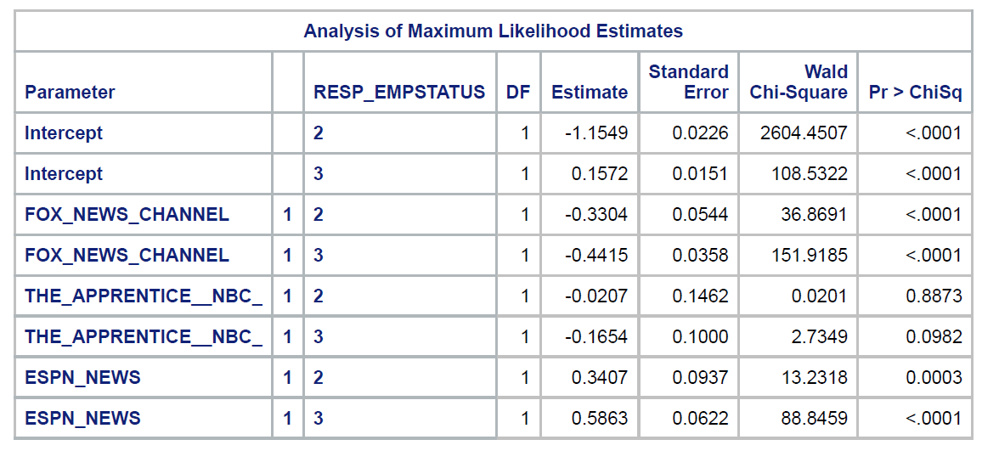 Analysis of Maximum Likelihood Estimates
Parameter RESP_EMPSTATUS DF Estimate Standard Error Wald Chi-Square Pr > ChiSq
Intercept 2 1 -1.1549 0.0226 2604.4507 <.0001
Intercept 3 1 0.1572 0.0151 108.5322 <.0001
FOX_NEWS_CHANNEL 1 2 1 -0.3304 0.0544 36.8691 <.0001
FOX_NEWS_CHANNEL 1 3 1 -0.4415 0.0358 151.9185 <.0001
THE_APPRENTICE__NBC_ 1 2 1 -0.0207 0.1462 0.0201 0.8873
THE_APPRENTICE__NBC_ 1 3 1 -0.1654 0.1000 2.7349 0.0982
ESPN_NEWS 1 2 1 0.3407 0.0937 13.2318 0.0003
ESPN_NEWS 1 3 1 0.5863 0.0622 88.8459 <.0001